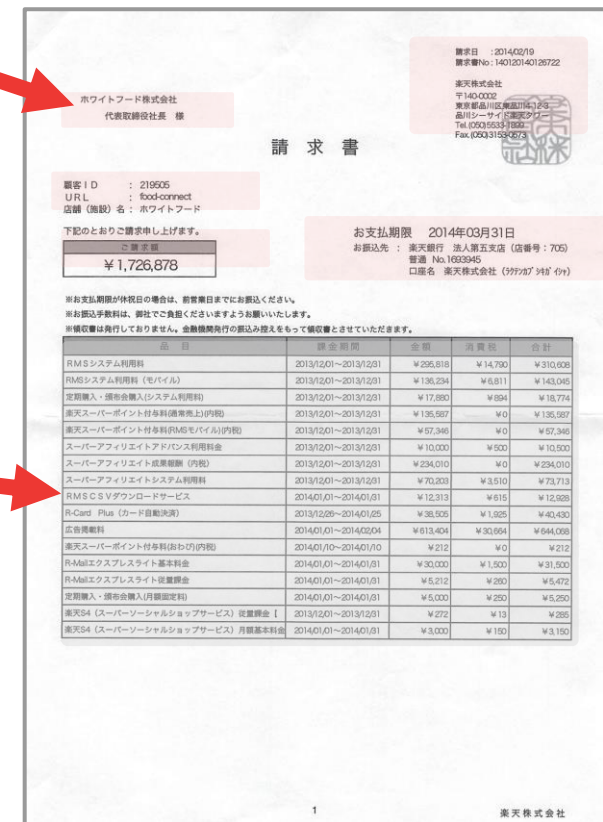 請求日 : 2014/02/19
請求書No : 140120140126722
楽天株式会社
〒140-0002
東京都品川区東品川4-12-3
品川シーサイド楽天タワー
Tel. (050)5533-1899
Fax. (050)3153-0573
ホワイトフード株式会社
代表取締役社長 様
請 求 書
顧客ID : 219505
URL : food-connect
店舗(施設)名 : ホワイトフード
下記のとおりご請求申し上げます。
ご請求額
¥1,726,878
お支払期限 2014年03月31日
お振込先 : 楽天銀行 法人第五支店(店番号:705)
普通 No.1693945
口座名 楽天株式会社 (ラクテンカブシキガイシャ)
※お支払期限が休祝日の場合は、前営業日までにお振込ください。
※お振込手数料は、御社でご負担くださいますようお願いいたします。
※領収書は発行しておりません。金融機関発行の振込み控えをもって領収書とさせていただきます。
品 目 課金期間 金額 消費税 合計
RMSシステム利用料 2013/12/01~2013/12/31 ¥295,818 ¥14,790 ¥310,608
RMSシステム利用料(モバイル) 2013/12/01~2013/12/31 ¥136,234 ¥6,811 ¥143,045
定期購入・頒布会購入(システム利用料) 2013/12/01~2013/12/31 ¥17,880 ¥894 ¥18,774
楽天スーパーポイント付与料(通常売上)(内税) 2013/12/01~2013/12/31 ¥135,587 ¥0 ¥135,587
楽天スーパーポイント付与料(RMSモバイル)(内税) 2013/12/01~2013/12/31 ¥57,346 ¥0 ¥57,346
スーパーアフィリエイトアドバンス利用料金 2013/12/01~2013/12/31 ¥10,000 ¥500 ¥10,500
スーパーアフィリエイト成果報酬(内税) 2013/12/01~2013/12/31 ¥234,010 ¥0 ¥234,010
スーパーアフィリエイトシステム利用料 2013/12/01~2013/12/31 ¥70,203 ¥3,510 ¥73,713
RMSCSVダウンロードサービス 2014/01/01~2014/01/31 ¥12,313 ¥615 ¥12,928
R-Card Plus(カード自動決済) 2013/12/26~2014/01/25 ¥38,505 ¥1,925 ¥40,430
広告掲載料 2014/01/01~2014/02/04 ¥613,404 ¥30,664 ¥644,068
楽天スーパーポイント付与料(おわび)(内税) 2014/01/10~2014/01/10 ¥212 ¥0 ¥212
R-Mailエクスプレスライト基本料金 2014/01/01~2014/01/31 ¥30,000 ¥1,500 ¥31,500
R-Mailエクスプレスライト従量課金 2014/01/01~2014/01/31 ¥5,212 ¥260 ¥5,472
定期購入・頒布会購入(月額固定料) 2014/01/01~2014/01/31 ¥5,000 ¥250 ¥5,250
楽天S4(スーパーソーシャルショップサービス)従量課金【 2013/12/01~2013/12/31 ¥272 ¥13 ¥285
楽天S4(スーパーソーシャルショップサービス)月額基本料金 2014/01/01~2014/01/31 ¥3,000 ¥150 ¥3,150
1
楽天株式会社